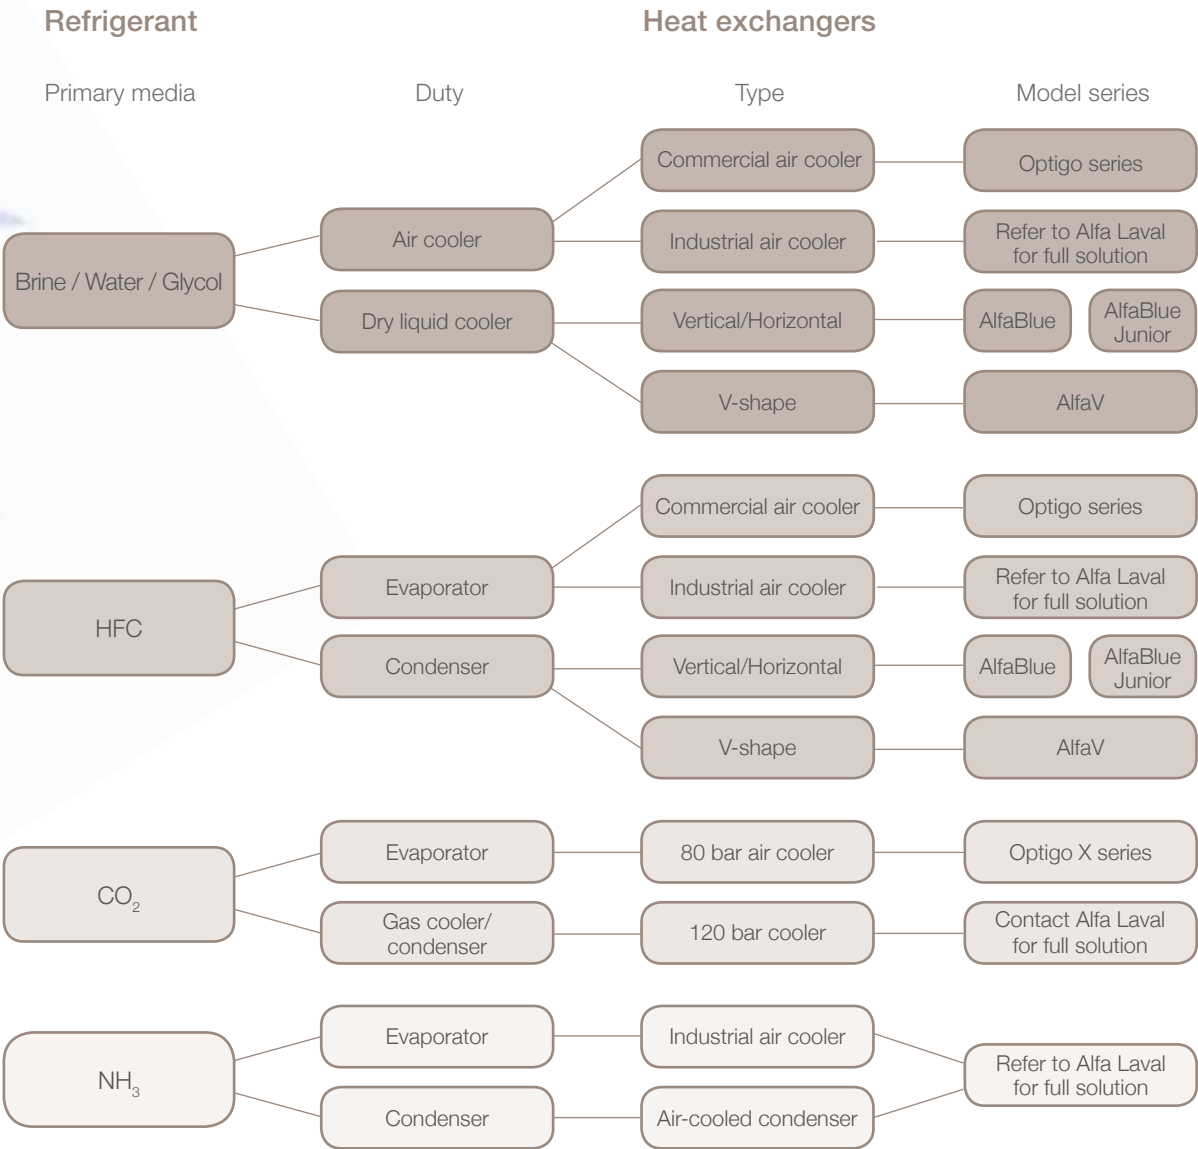 Refrigerant
Heat exchangers
Primary media
Duty
Type
Model series
Brine / Water / Glycol
Air cooler
Commercial air cooler
Optigo series
Industrial air cooler
Refer to Alfa Laval
for full solution
Dry liquid cooler
Vertical/Horizontal
AlfaBlue
AlfaBlue
Junior
V-shape
AlfaV
HFC
Evaporator
Commercial air cooler
Optigo series
Industrial air cooler
Refer to Alfa Laval
for full solution
Condenser
Vertical/Horizontal
AlfaBlue
AlfaBlue
Junior
V-shape
AlfaV
CO₂
Evaporator
80 bar air cooler
Optigo X series
Gas cooler/
condenser
120 bar cooler
Contact Alfa Laval
for full solution
NH₃
Evaporator
Industrial air cooler
Condenser
Air-cooled condenser
Refer to Alfa Laval
for full solution